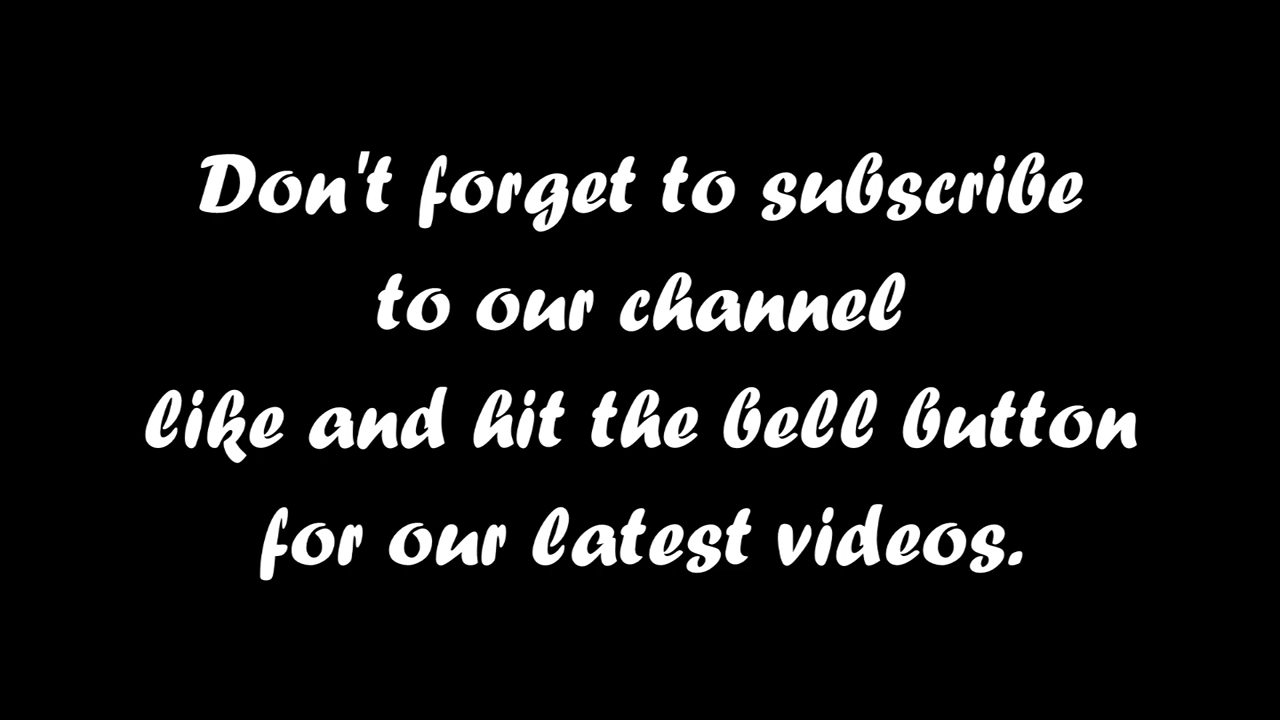 Don't forget to subscribe
to our channel
like and hit the bell button
for our latest videos.